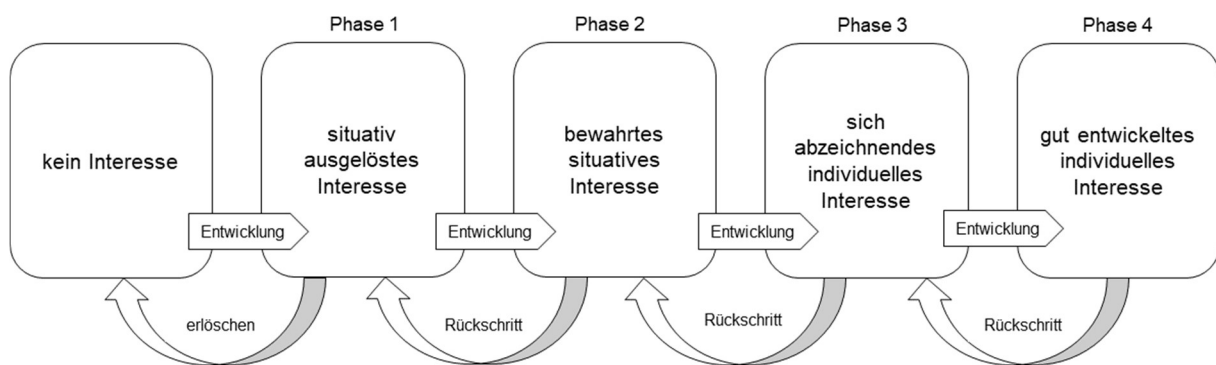 Phase 1
Phase 2
Phase 3
Phase 4
kein Interesse
situativ
ausgelöstes
Interesse
bewahrtes
situatives
Interesse
sich
abzeichnendes
individuelles
Interesse
gut entwickeltes
individuelles
Interesse
Entwicklung
Entwicklung
Entwicklung
Entwicklung
erlöschen
Rückschritt
Rückschritt
Rückschritt